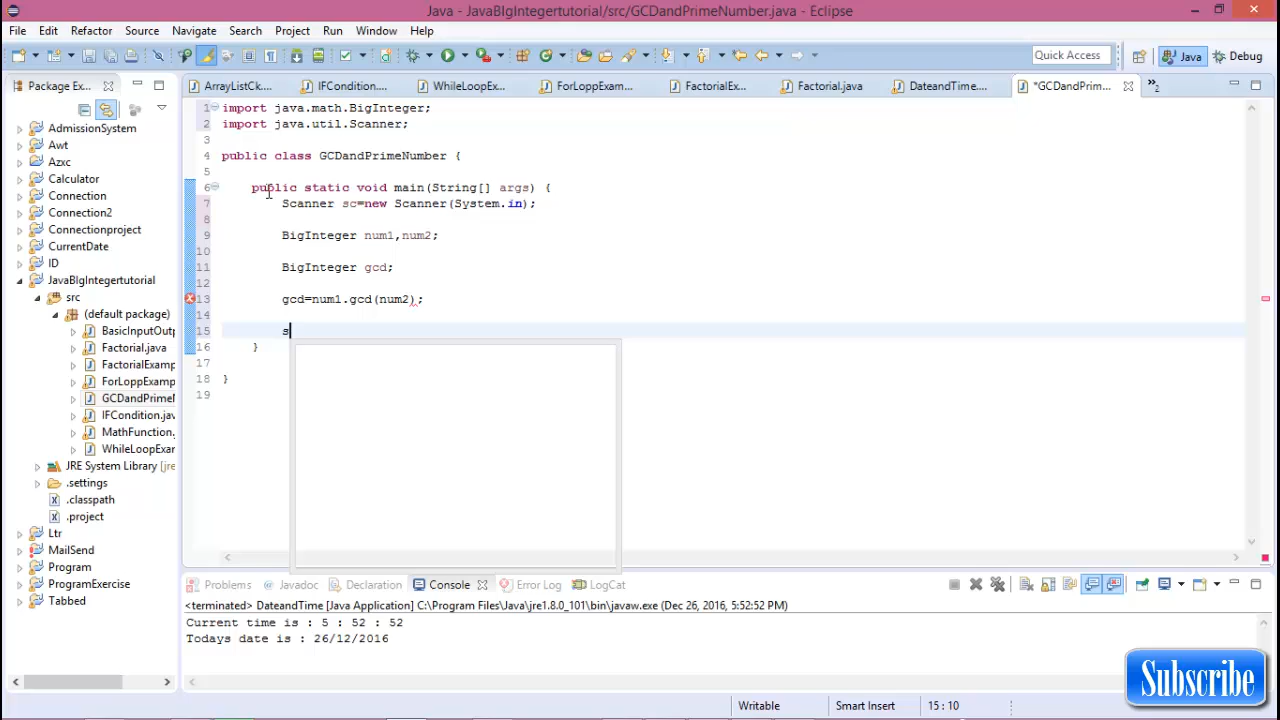 Java - JavaBIgIntegertutorial/src/GCDandPrimeNumber.java - Eclipse
File Edit Refactor Source Navigate Search Project Run Window Help
Quick Access Java Debug
Package Ex... ArrayListCk... IFCondition.... WhileLoopEx... ForLoppExam... FactorialEx... Factorial.java DateandTime.... *GCDandPrim... »2
AdmissionSystem
Awt
Azxc
Calculator
Connection
Connection2
Connectionproject
CurrentDate
ID
JavaBIgIntegertutorial
src
(default package)
BasicInputOutp
Factorial.java
FactorialExamp
ForLoppExamp
GCDandPrimeN
IFCondition.jav
MathFunction.
WhileLoopExa
JRE System Library [jre
.settings
.classpath
.project
Ltr
MailSend
Program
ProgramExercise
Tabbed
1 import java.math.BigInteger;
2 import java.util.Scanner;
3
4 public class GCDandPrimeNumber {
5
6 public static void main(String[] args) {
7 Scanner sc=new Scanner(System.in);
8
9 BigInteger num1,num2;
10
11 BigInteger gcd;
12
13 gcd=num1.gcd(num2);
14
15 s
16 }
17
18 }
19
Problems @ Javadoc Declaration Console Error Log LogCat
<terminated> DateandTime [Java Application] C:\Program Files\Java\jre1.8.0_101\bin\javaw.exe (Dec 26, 2016, 5:52:52 PM)
Current time is : 5 : 52 : 52
Todays date is : 26/12/2016
Subscribe
Writable Smart Insert 15 : 10